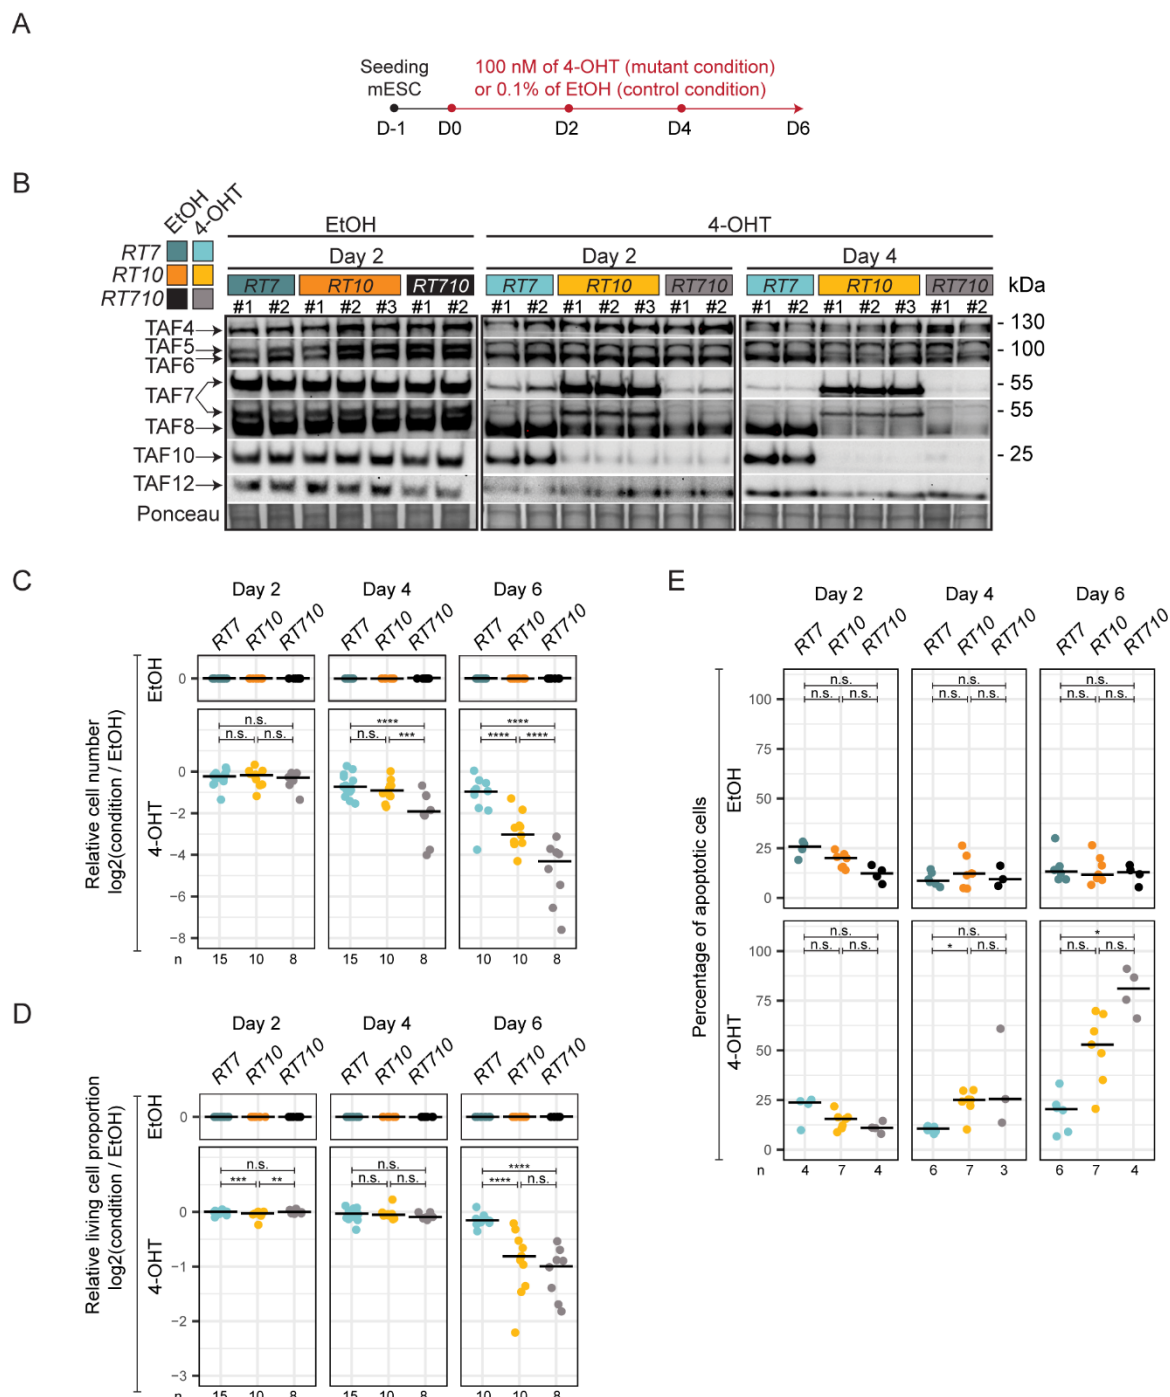 A
Seeding
mESC
100 nM of 4-OHT (mutant condition)
or 0.1% of EtOH (control condition)
D-1 D0 D2 D4 D6
B
EtOH 4-OHT
RT7
RT10
RT710
EtOH 4-OHT
Day 2 Day 2 Day 4
RT7 RT10 RT710 RT7 RT10 RT710 RT7 RT10 RT710 kDa
#1 #2 #1 #2 #3 #1 #2 #1 #2 #1 #2 #3 #1 #2 #1 #2 #1 #2 #3 #1 #2
TAF4 - 130
TAF5 - 100
TAF6
TAF7 - 55
- 55
TAF8
TAF10 - 25
TAF12
Ponceau
C
Day 2 Day 4 Day 6
RT7 RT10 RT710 RT7 RT10 RT710 RT7 RT10 RT710
Relative cell number
log2(condition / EtOH)
EtOH
0
4-OHT
n.s. **** ****
n.s. n.s. n.s. *** **** ****
0
−2
−4
−6
−8
n 15 10 8 15 10 8 10 10 8
D
Day 2 Day 4 Day 6
RT7 RT10 RT710 RT7 RT10 RT710 RT7 RT10 RT710
Relative living cell proportion
log2(condition / EtOH)
EtOH
0
4-OHT
n.s. n.s. ****
*** ** n.s. n.s. **** n.s.
0
−1
−2
−3
n 15 10 8 15 10 8 10 10 8
E
Day 2 Day 4 Day 6
RT7 RT10 RT710 RT7 RT10 RT710 RT7 RT10 RT710
Percentage of apoptotic cells
EtOH
n.s. n.s. n.s.
n.s. n.s. n.s. n.s. n.s. n.s.
100
75
50
25
0
4-OHT
n.s. n.s. *
n.s. n.s. * n.s. n.s. n.s.
100
75
50
25
0
n 4 7 4 6 7 3 6 7 4